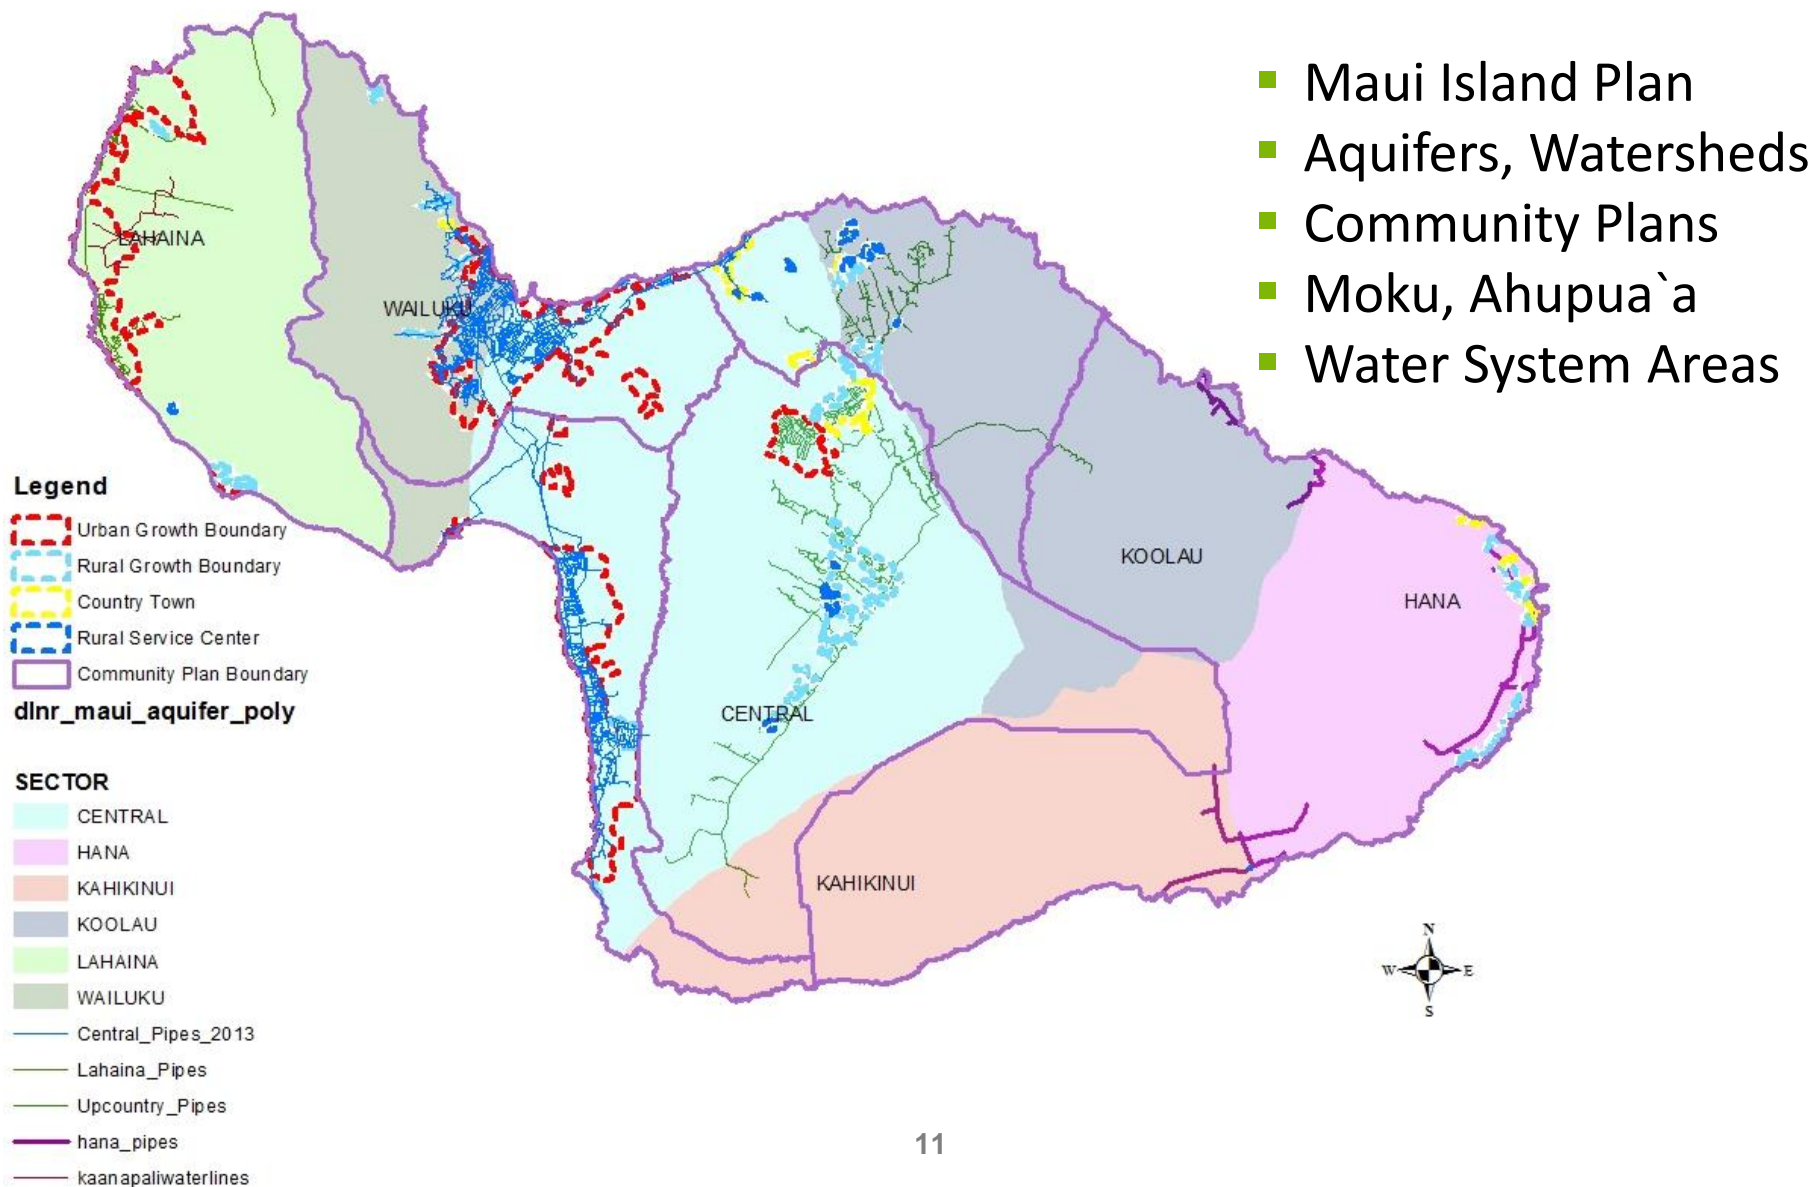 ▪ Maui Island Plan
▪ Aquifers, Watersheds
▪ Community Plans
▪ Moku, Ahupua`a
▪ Water System Areas
LAHAINA
WAILUKU
KOOLAU
HANA
CENTRAL
KAHIKINUI
Legend
Urban Growth Boundary
Rural Growth Boundary
Country Town
Rural Service Center
Community Plan Boundary
dlnr_maui_aquifer_poly
SECTOR
CENTRAL
HANA
KAHIKINUI
KOOLAU
LAHAINA
WAILUKU
Central_Pipes_2013
Lahaina_Pipes
Upcountry_Pipes
hana_pipes
kaanapaliwaterlines
N
W E
S
11